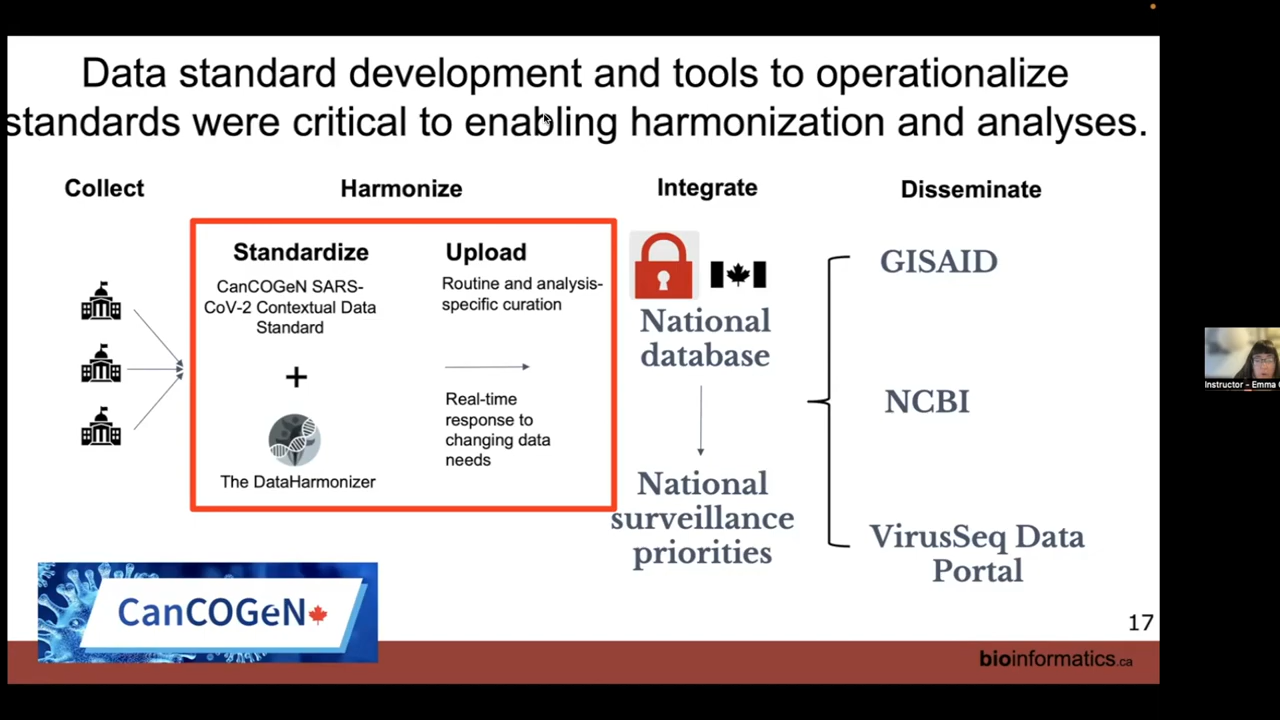 Data standard development and tools to operationalize
standards were critical to enabling harmonization and analyses.
Collect
Harmonize
Integrate
Disseminate
Standardize
CanCOGeN SARS-
CoV-2 Contextual Data
Standard
+
The DataHarmonizer
Upload
Routine and analysis-
specific curation
Real-time
response to
changing data
needs
National
database
National
surveillance
priorities
GISAID
NCBI
VirusSeq Data
Portal
CanCOGeN
17
bioinformatics.ca
Instructor - Emma